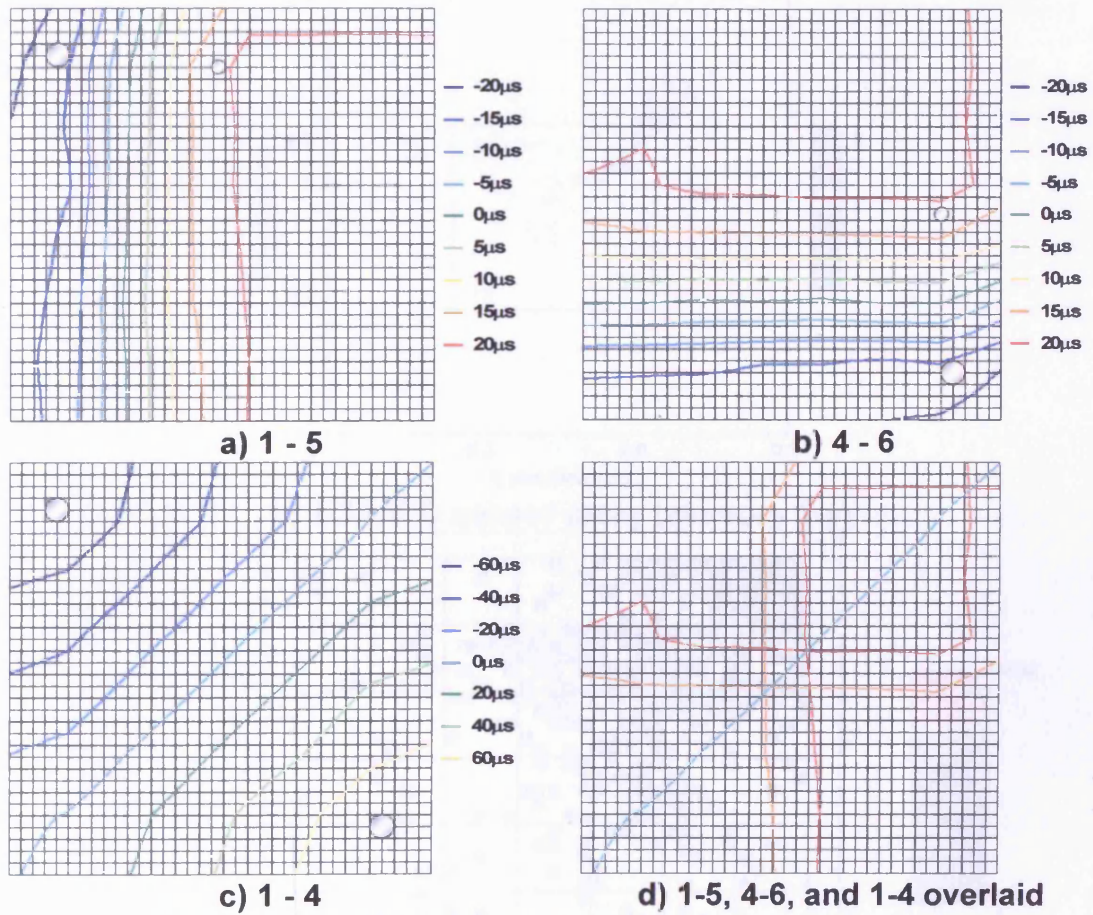 -20µs
-15µs
-10µs
-5µs
0µs
5µs
10µs
15µs
20µs
-20µs
-15µs
-10µs
-5µs
0µs
5µs
10µs
15µs
20µs
a) 1 - 5
b) 4 - 6
-60µs
-40µs
-20µs
0µs
20µs
40µs
60µs
c) 1 - 4
d) 1-5, 4-6, and 1-4 overlaid